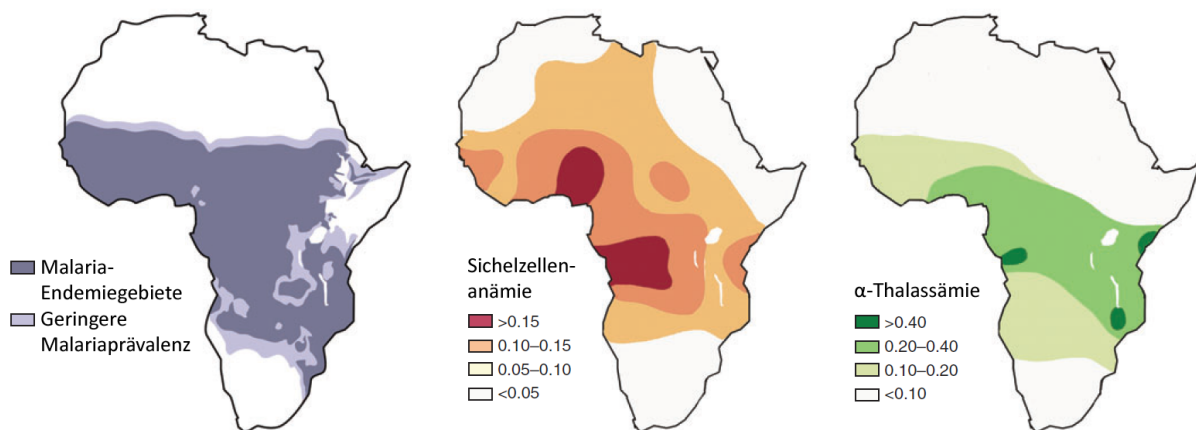 Malaria-
Endemiegebiete
Geringere
Malariaprävalenz
Sichelzellen-
anämie
>0.15
0.10–0.15
0.05–0.10
<0.05
α-Thalassämie
>0.40
0.20–0.40
0.10–0.20
<0.10